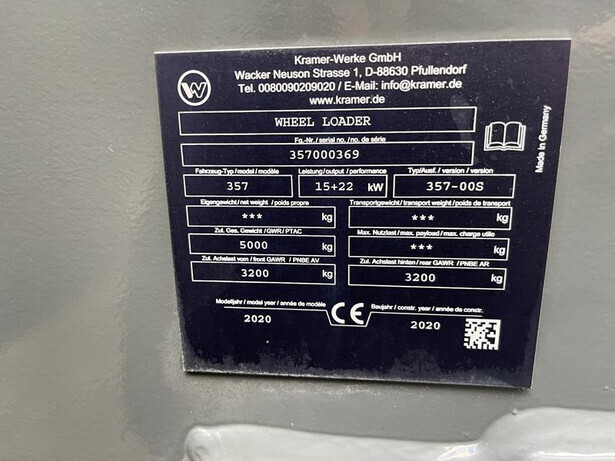 Kramer-Werke GmbH
Wacker Neuson Strasse 1, D-88630 Pfullendorf
Tel. 0080090209020 / E-Mail: info@kramer.de
www.kramer.de
WHEEL LOADER
Fg.-Nr./ serial no./ no. de série
357000369
Made in Germany
Fahrzeug-Typ / model / modèle Leistung/output / performance Typ/Ausf. / version / version
357 15+22 kW 357-00S
Eigengewicht / net weight / poids propre Transportgewicht / transport weight / poids de transport
*** kg *** kg
Zul. Ges. Gewicht / GWR/ PTAC Max. Nutzlast / max. payload / max. charge utile
5000 kg *** kg
Zul. Achslast vorn / front GAWR / PNBE AV Zul. Achslast hinten / rear GAWR / PNBE AR
3200 kg 3200 kg
Modelljahr / model year / année de modèle Baujahr / constr. year / année de constr.
2020 CE 2020